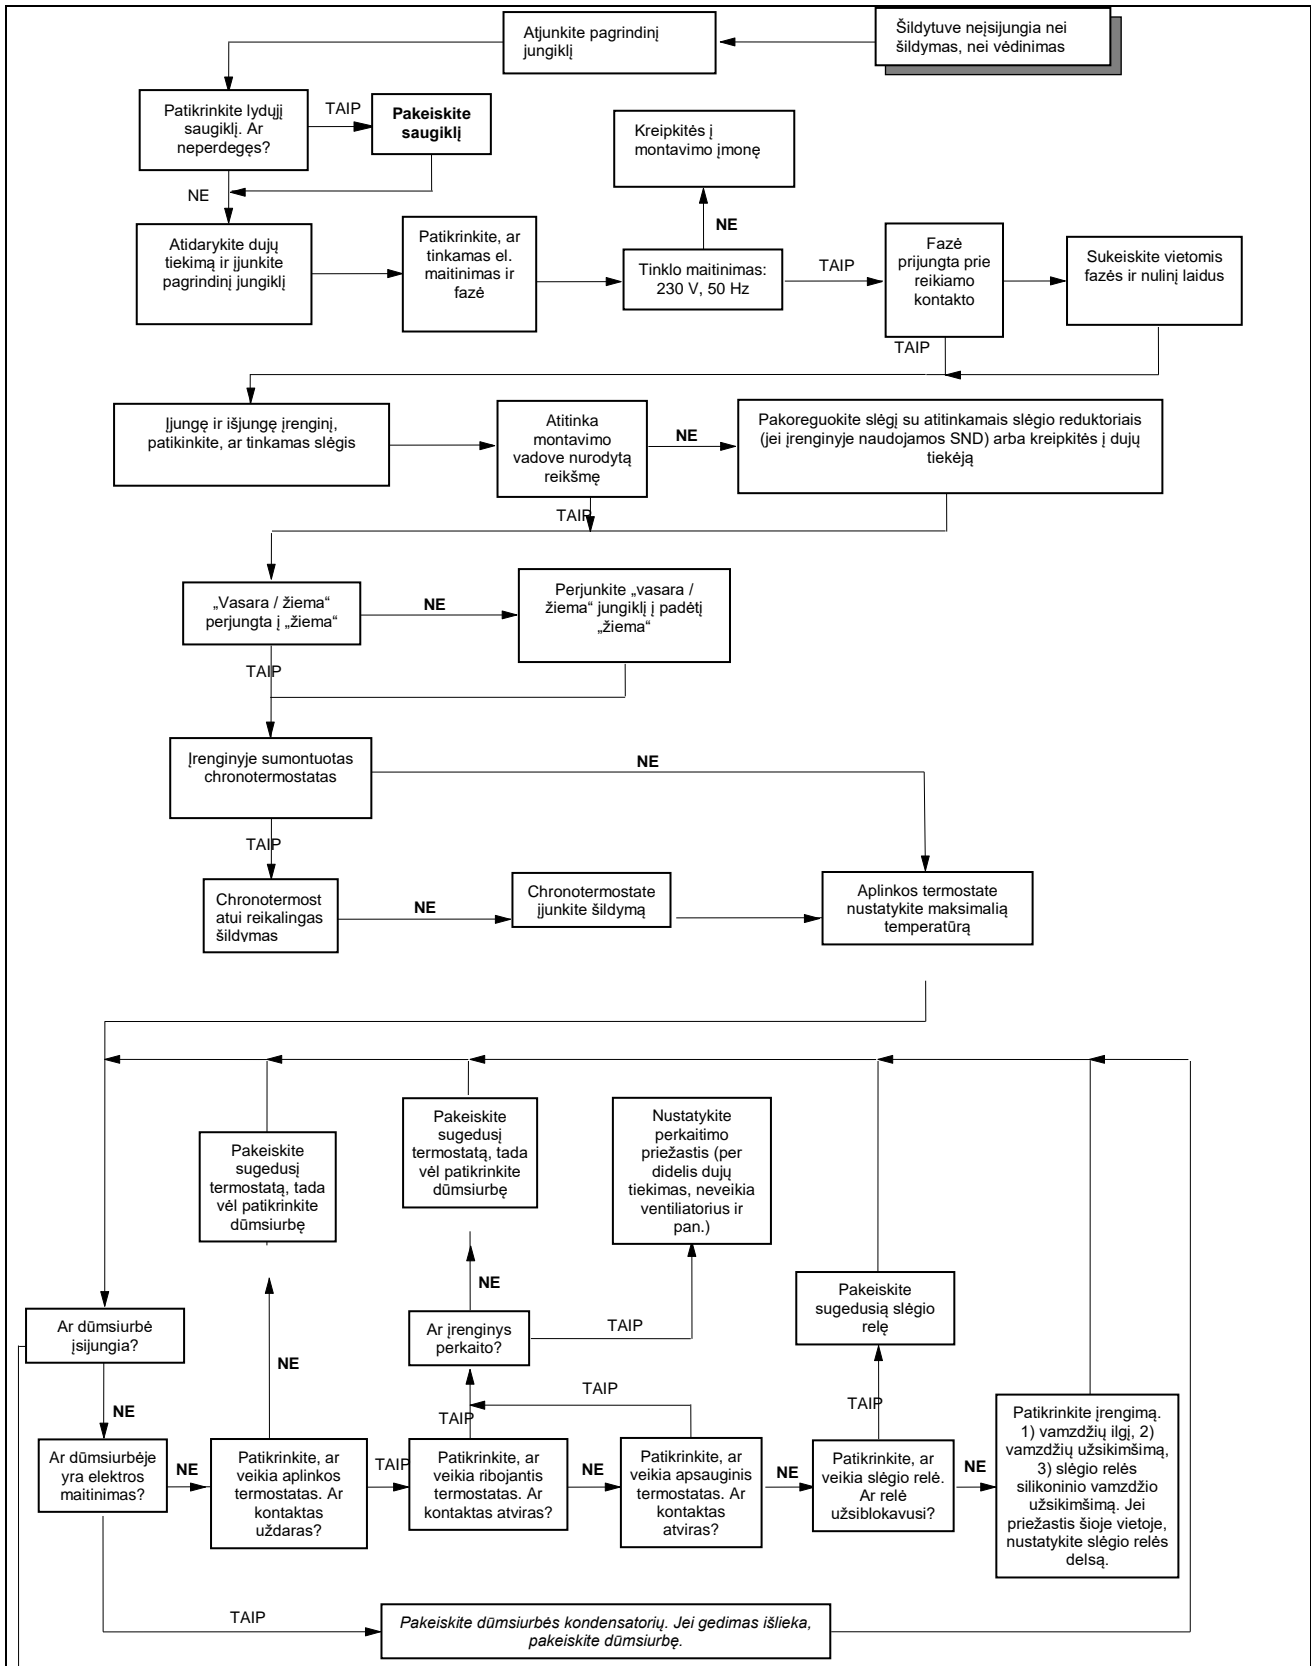 Šildytuve neįsijungia nei
šildymas, nei vėdinimas
Atjunkite pagrindinį
jungiklį
Patikrinkite lydųjį
saugiklį. Ar
neperdegęs?
TAIP
Pakeiskite
saugiklį
NE
Kreipkitės į
montavimo įmonę
NE
Atidarykite dujų
tiekimą ir įjunkite
pagrindinį jungiklį
Patikrinkite, ar
tinkamas el.
maitinimas ir
fazė
Tinklo maitinimas:
230 V, 50 Hz
TAIP
Fazė
prijungta prie
reikiamo
kontakto
Sukeiskite vietomis
fazės ir nulinį laidus
TAIP
Įjungę ir išjungę įrenginį,
patikinkite, ar tinkamas slėgis
Atitinka
montavimo
vadove nurodytą
reikšmę
NE
Pakoreguokite slėgį su atitinkamais slėgio reduktoriais
(jei įrenginyje naudojamos SND) arba kreipkitės į dujų
tiekėją
TAIP
„Vasara / žiema“
perjungta į „žiema“
NE
Perjunkite „vasara /
žiema“ jungiklį į padėtį
„žiema“
TAIP
Įrenginyje sumontuotas
chronotermostatas
NE
TAIP
Chronotermost
atui reikalingas
šildymas
NE
Chronotermostate
įjunkite šildymą
Aplinkos termostate
nustatykite maksimalią
temperatūrą
Pakeiskite
sugedusį
termostatą, tada
vėl patikrinkite
dūmsiurbę
Pakeiskite
sugedusį
termostatą, tada
vėl patikrinkite
dūmsiurbę
Nustatykite
perkaitimo
priežastis (per
didelis dujų
tiekimas, neveikia
ventiliatorius ir
pan.)
Pakeiskite
sugedusią slėgio
relę
Ar dūmsiurbė
įsijungia?
NE
NE
Ar įrenginys
perkaito?
TAIP
NE
TAIP
TAIP
TAIP
Ar dūmsiurbėje
yra elektros
maitinimas?
NE
Patikrinkite, ar
veikia aplinkos
termostatas. Ar
kontaktas
uždaras?
TAIP
Patikrinkite, ar
veikia ribojantis
termostatas. Ar
kontaktas atviras?
NE
Patikrinkite, ar
veikia apsauginis
termostatas. Ar
kontaktas
atviras?
NE
Patikrinkite, ar
veikia slėgio relė.
Ar relė
užsiblokavusi?
NE
Patikrinkite įrengimą.
1) vamzdžių ilgį, 2)
vamzdžių užsikimšimą,
3) slėgio relės
silikoninio vamzdžio
užsikimšimą. Jei
priežastis šioje vietoje,
nustatykite slėgio relės
delsą.
TAIP
Pakeiskite dūmsiurbės kondensatorių. Jei gedimas išlieka,
pakeiskite dūmsiurbę.